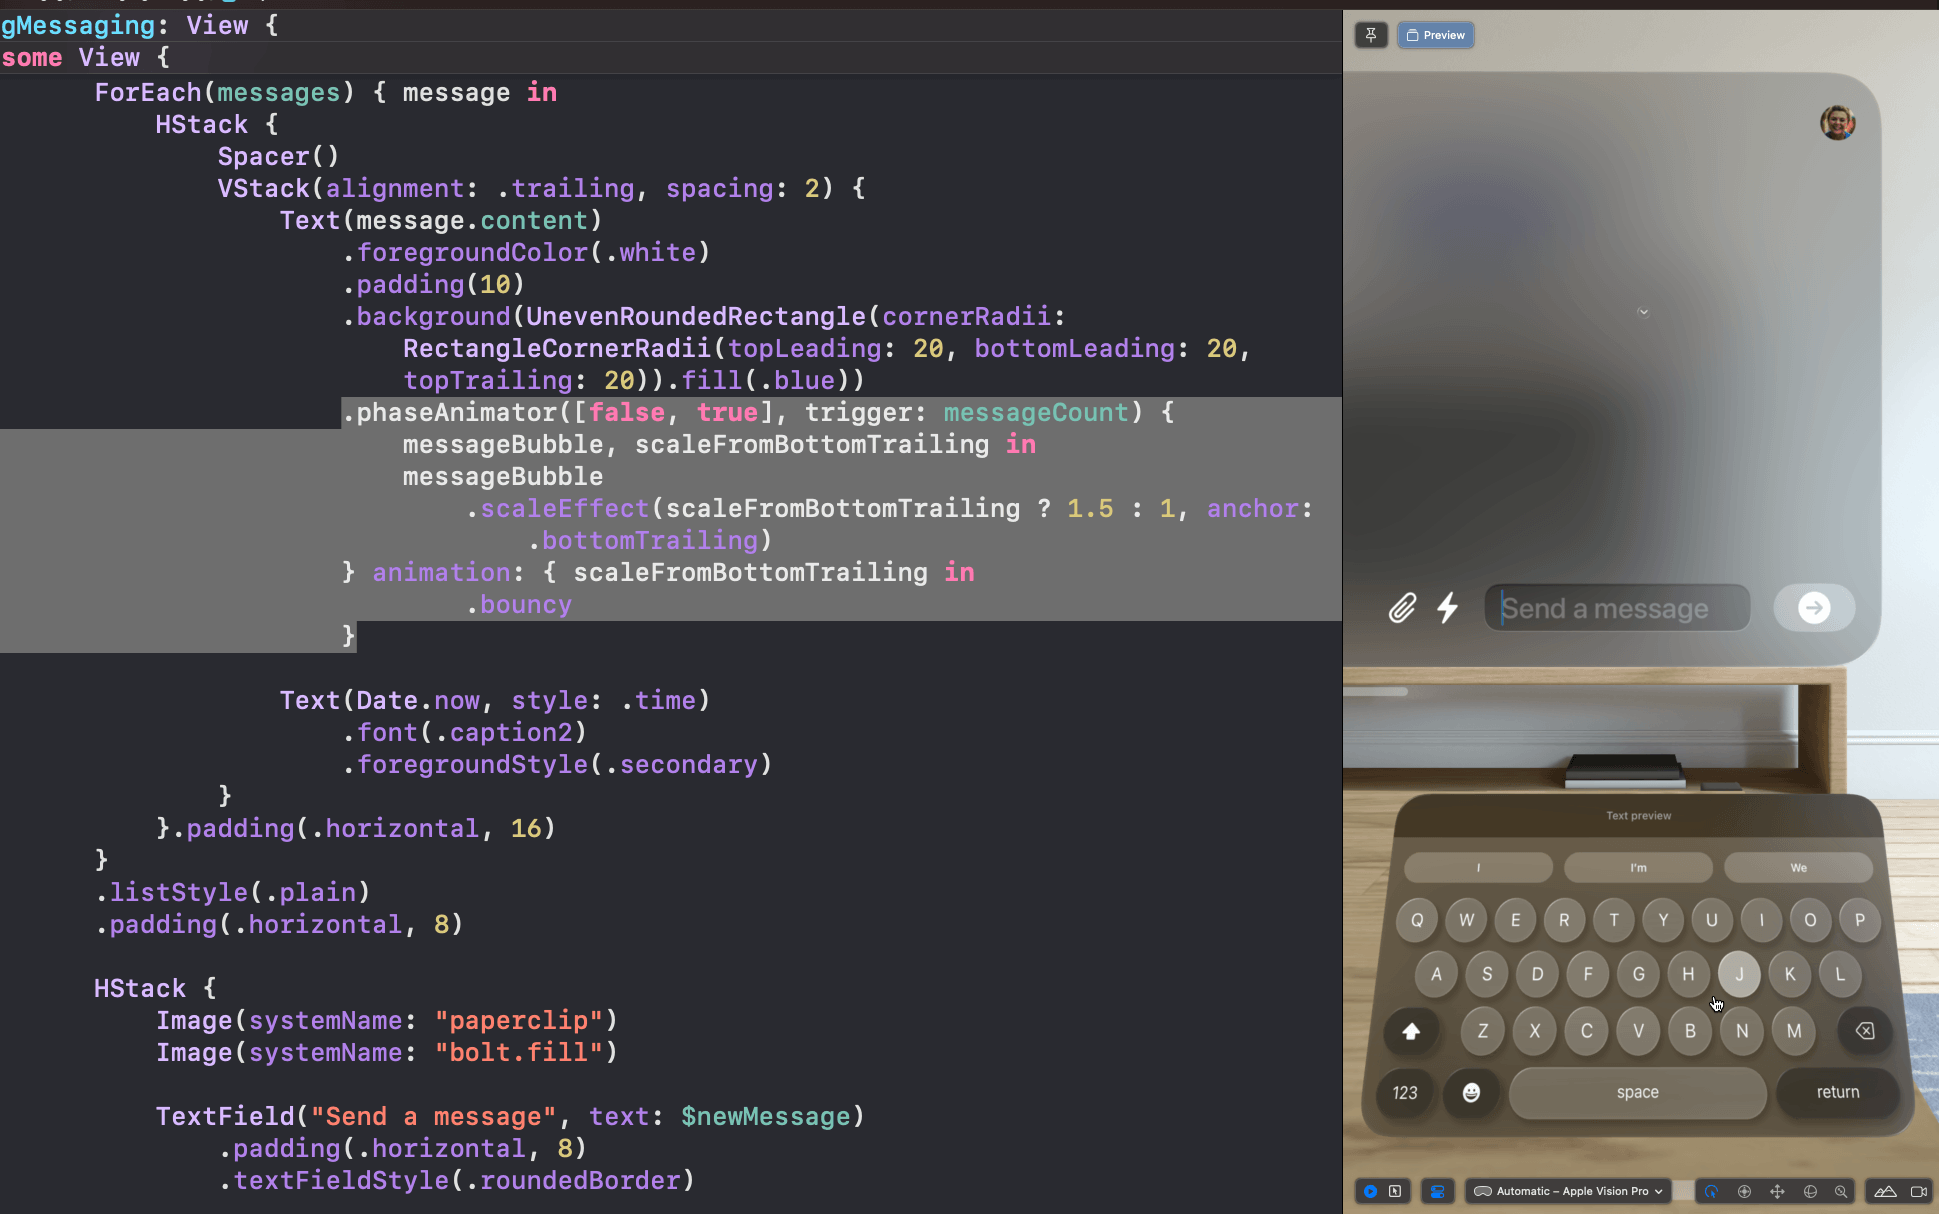 gMessaging: View {
some View {
ForEach(messages) { message in
HStack {
Spacer()
VStack(alignment: .trailing, spacing: 2) {
Text(message.content)
.foregroundColor(.white)
.padding(10)
.background(UnevenRoundedRectangle(cornerRadii:
RectangleCornerRadii(topLeading: 20, bottomLeading: 20,
topTrailing: 20)).fill(.blue))
.phaseAnimator([false, true], trigger: messageCount) {
messageBubble, scaleFromBottomTrailing in
messageBubble
.scaleEffect(scaleFromBottomTrailing ? 1.5 : 1, anchor:
.bottomTrailing)
} animation: { scaleFromBottomTrailing in
.bouncy
}
Text(Date.now, style: .time)
.font(.caption2)
.foregroundStyle(.secondary)
}
}.padding(.horizontal, 16)
}
.listStyle(.plain)
.padding(.horizontal, 8)
HStack {
Image(systemName: "paperclip")
Image(systemName: "bolt.fill")
TextField("Send a message", text: $newMessage)
.padding(.horizontal, 8)
.textFieldStyle(.roundedBorder)
Preview
Send a message
Text preview
I I'm We
Q W E R T Y U I O P
A S D F G H J K L
Z X C V B N M
123 space return
Automatic – Apple Vision Pro